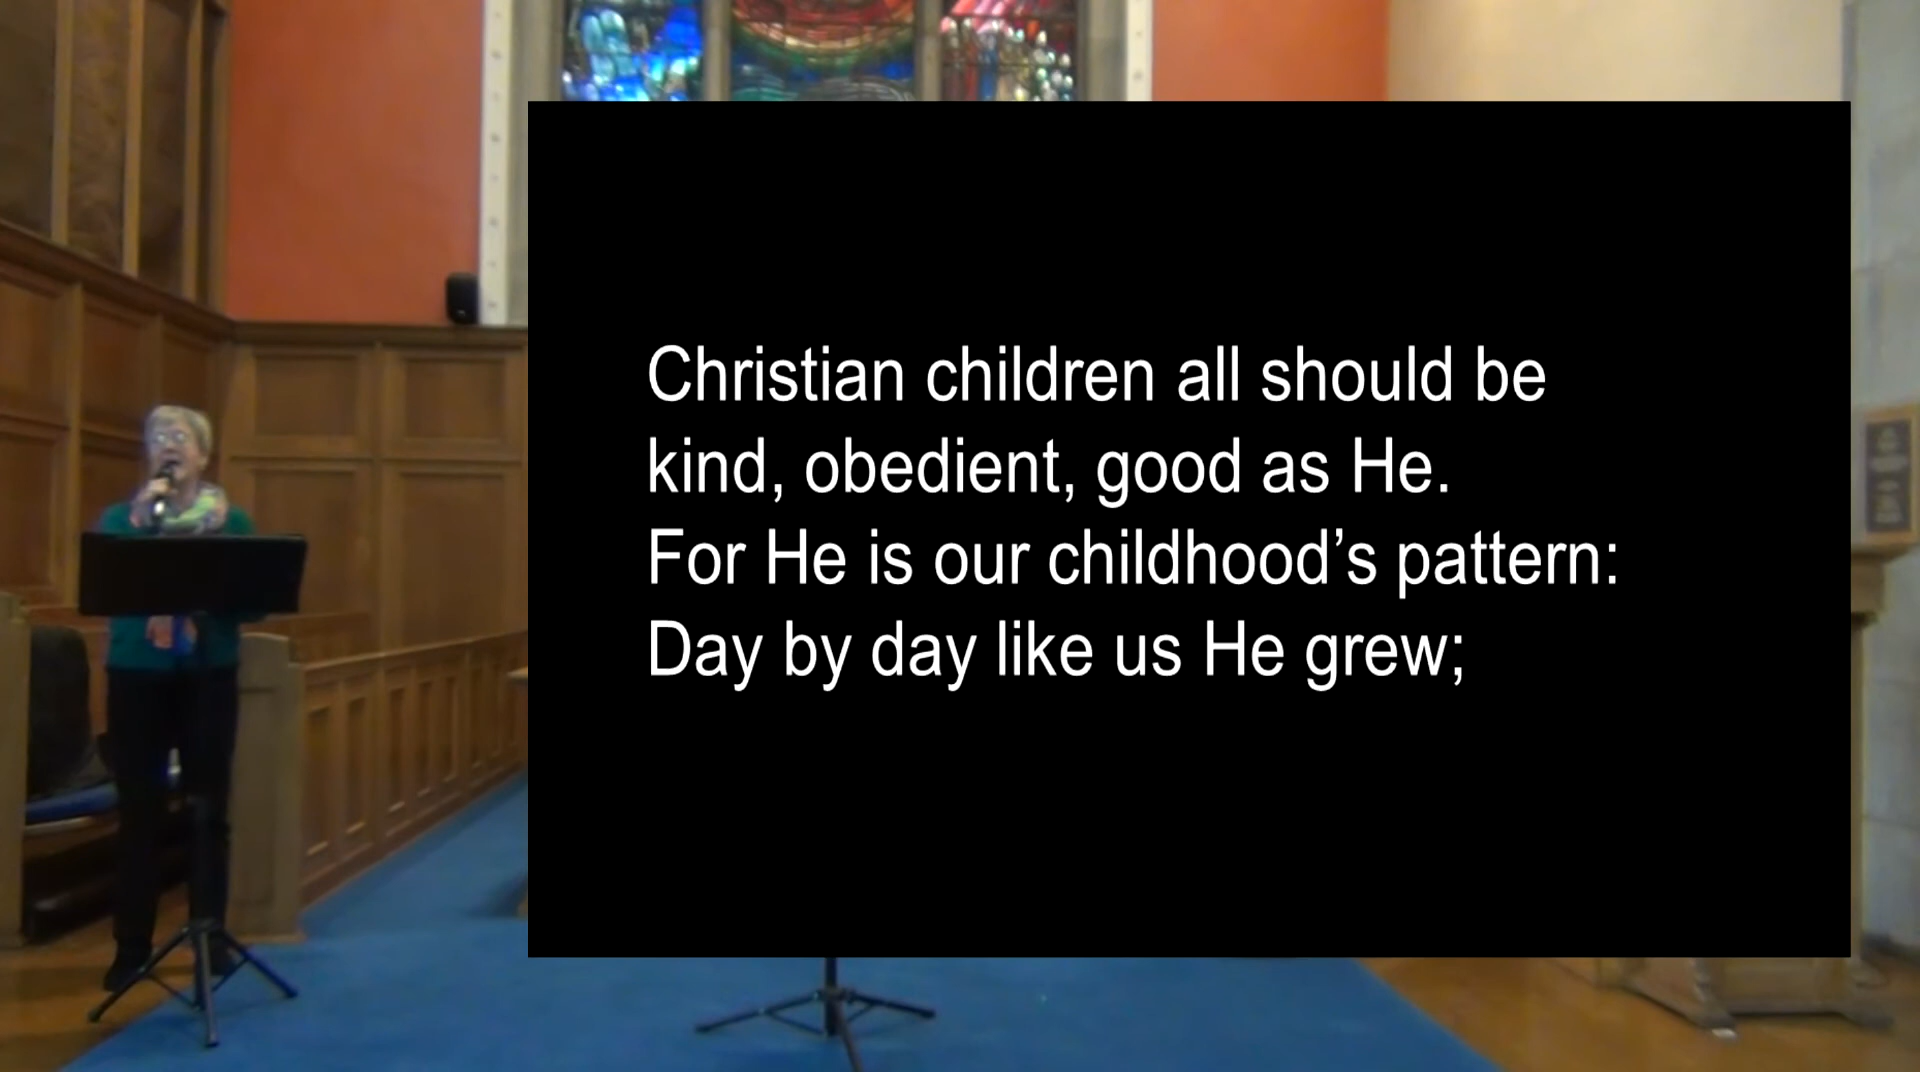 Christian children all should be
kind, obedient, good as He.
For He is our childhood’s pattern:
Day by day like us He grew;